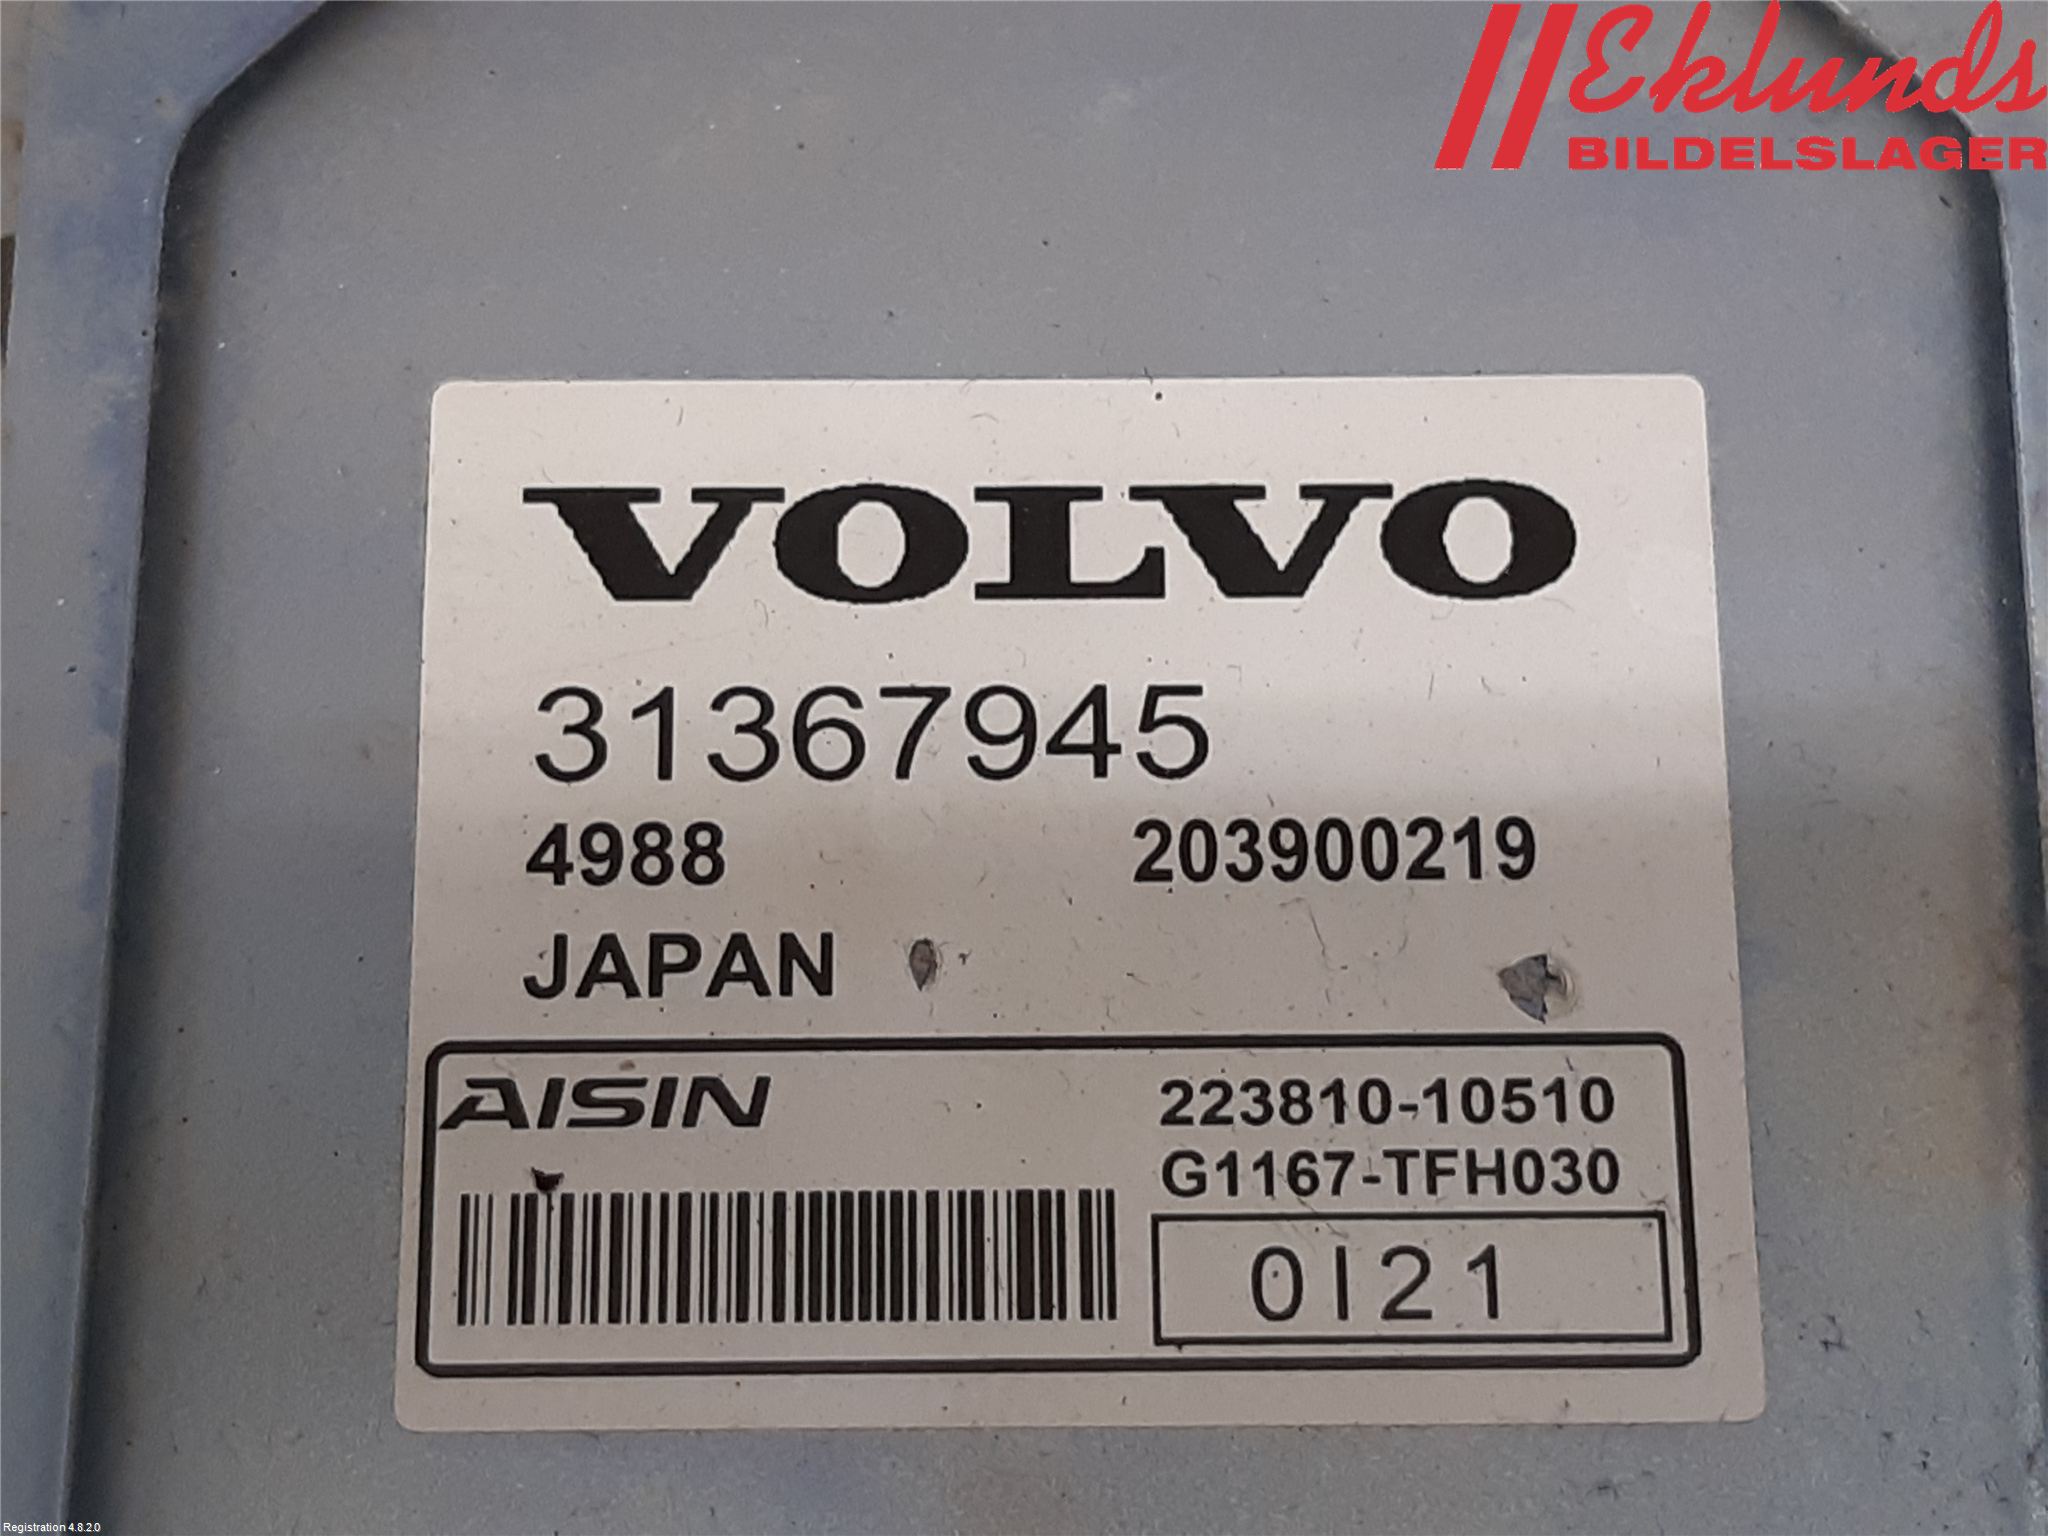 Eklunds
BILDELSLAGER
VOLVO
31367945
4988 203900219
JAPAN
AISIN 223810-10510
G1167-TFH030
0121
Registration 4.8.2.0